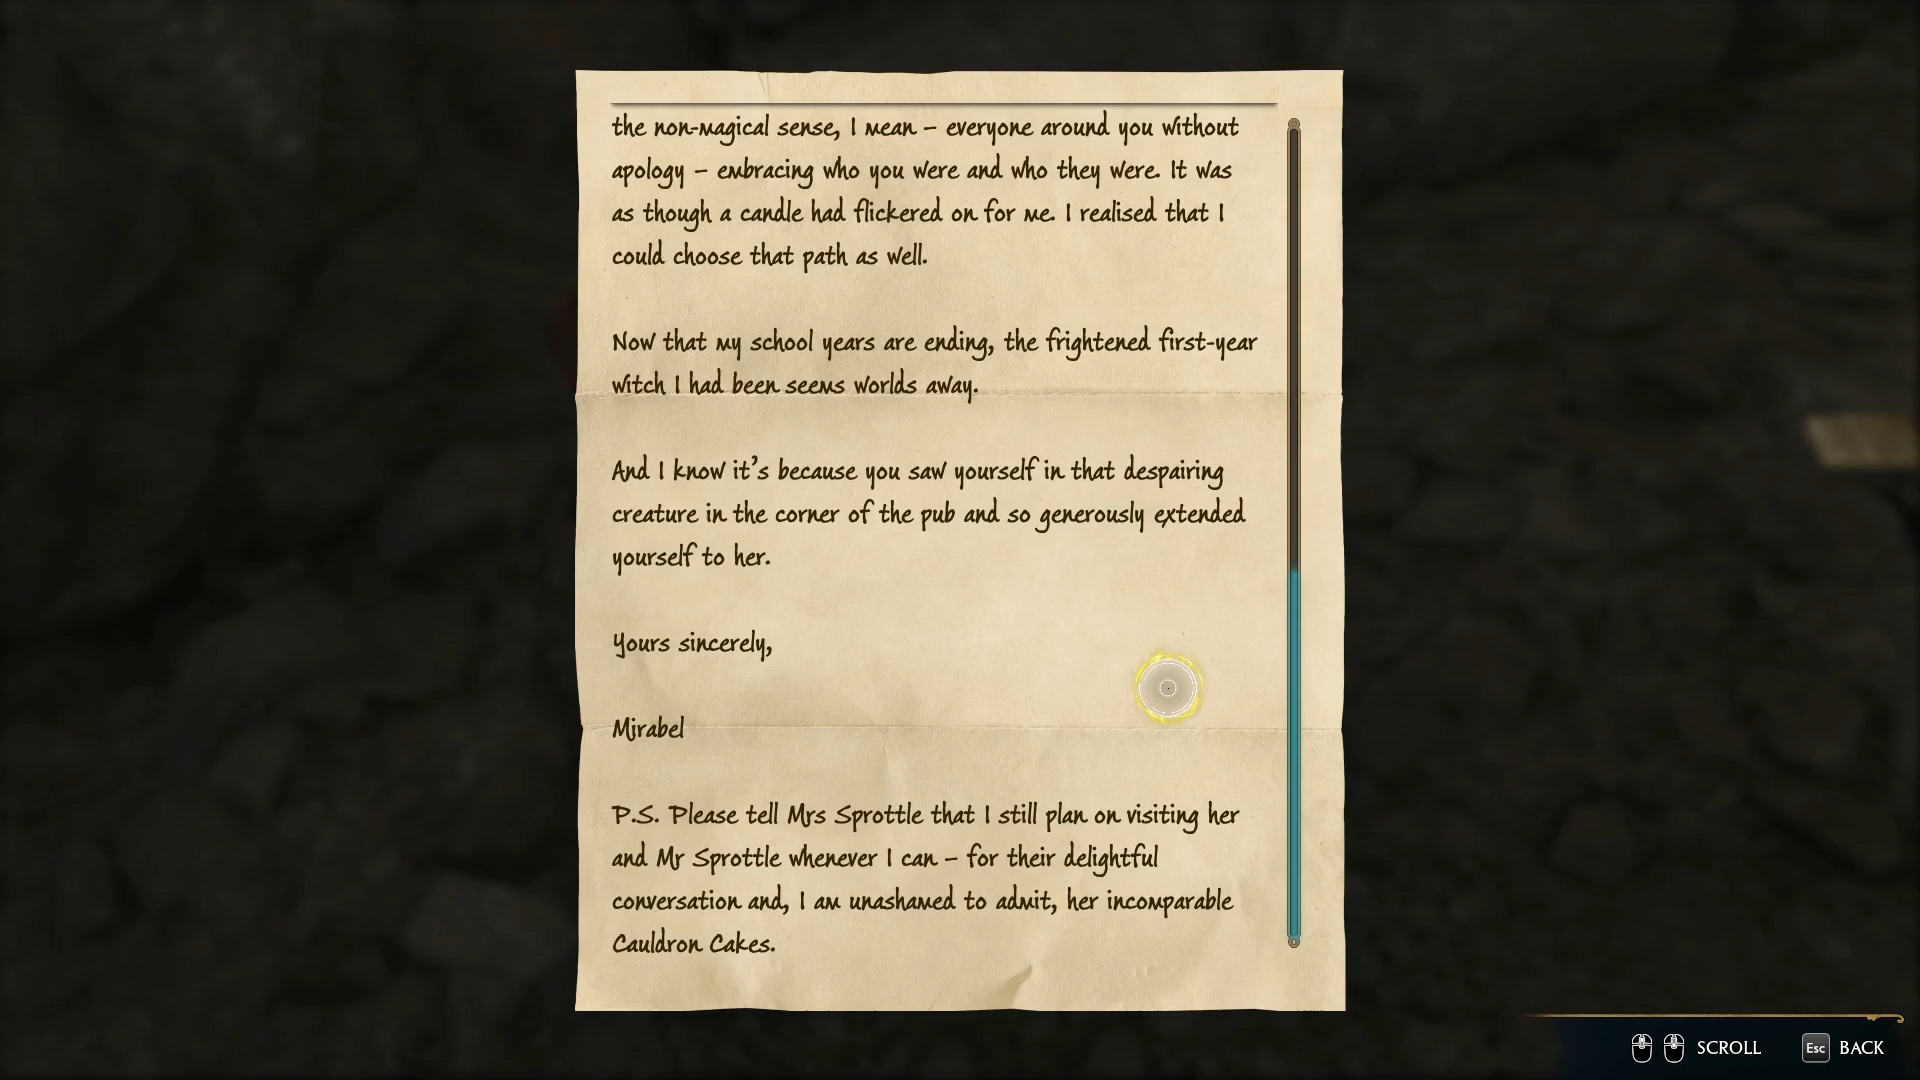 the non-magical sense, I mean – everyone around you without
apology – embracing who you were and who they were. It was
as though a candle had flickered on for me. I realised that I
could choose that path as well.
Now that my school years are ending, the frightened first-year
witch I had been seems worlds away.
And I know it's because you saw yourself in that despairing
creature in the corner of the pub and so generously extended
yourself to her.
Yours sincerely,
Mirabel
P.S. Please tell Mrs Sprottle that I still plan on visiting her
and Mr Sprottle whenever I can – for their delightful
conversation and, I am unashamed to admit, her incomparable
Cauldron Cakes.
SCROLL
Esc BACK